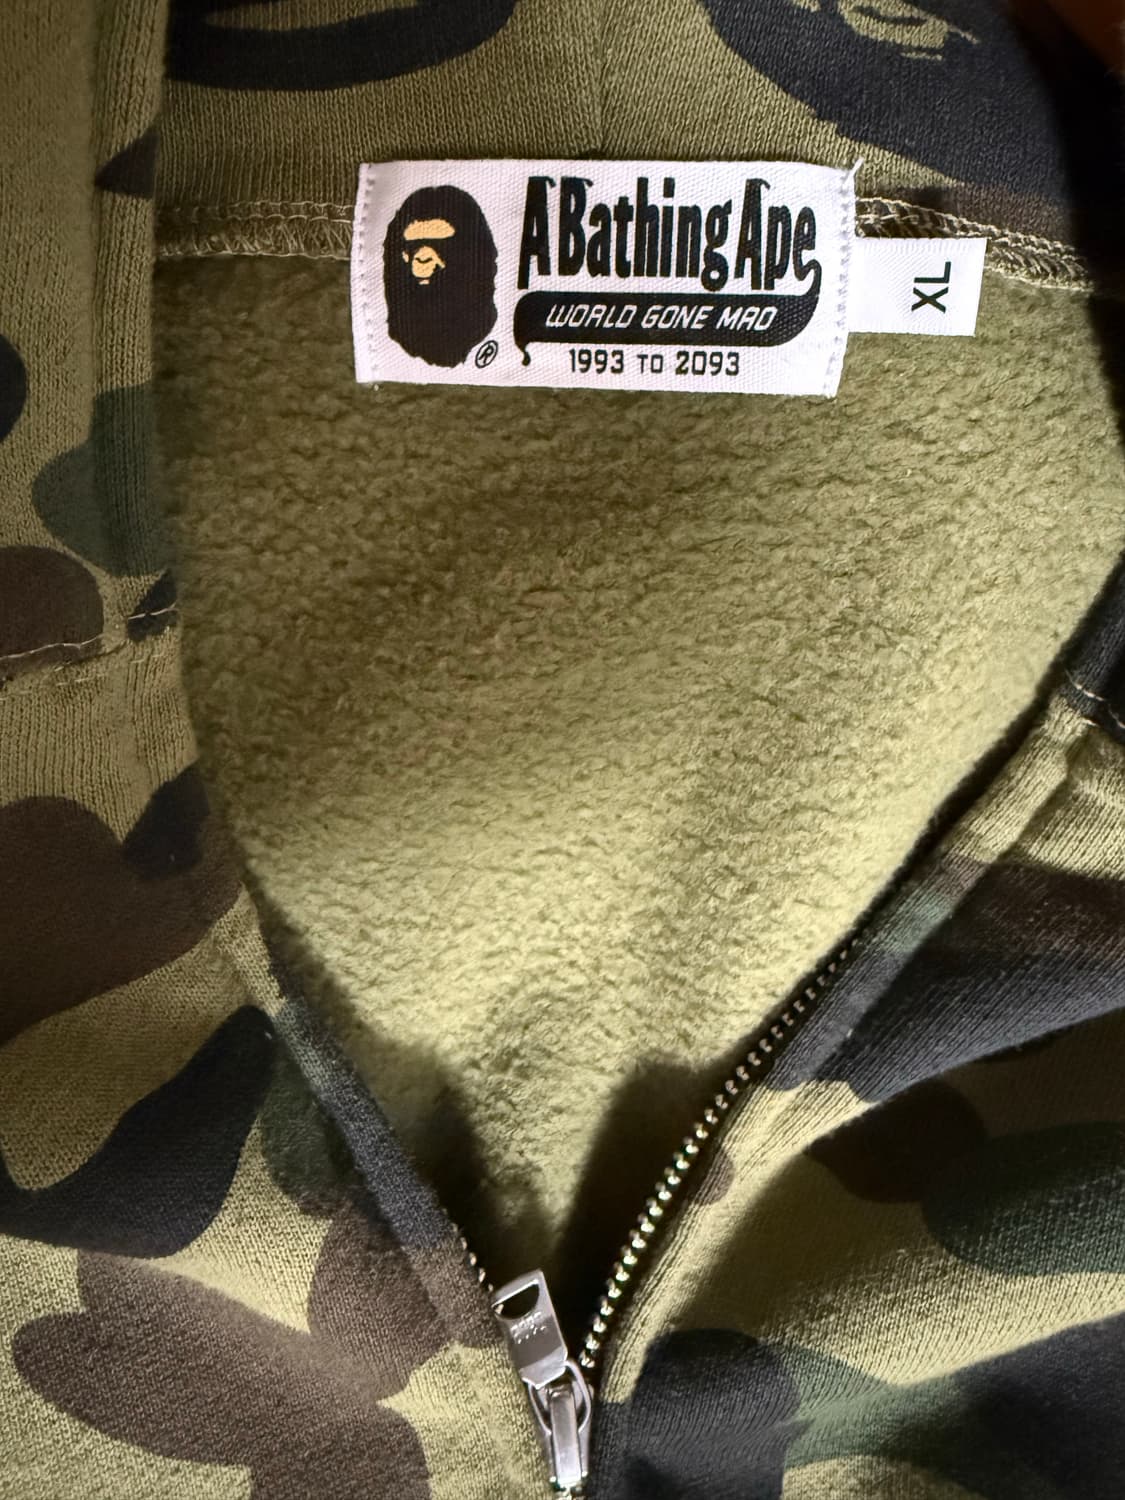 A Bathing Ape
XL
WORLD GONE MAD
®
1993 TO 2093